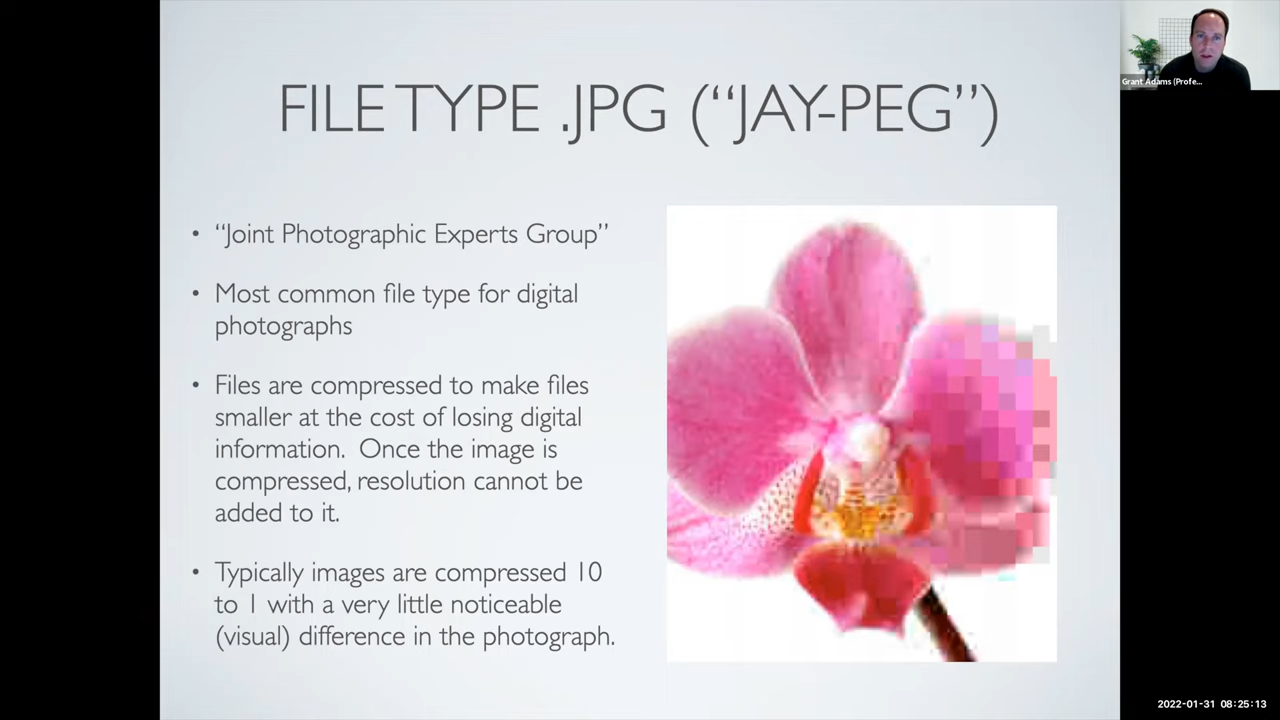 FILE TYPE .JPG (“JAY-PEG”)
• “Joint Photographic Experts Group”
• Most common file type for digital
photographs
• Files are compressed to make files
smaller at the cost of losing digital
information.  Once the image is
compressed, resolution cannot be
added to it.
• Typically images are compressed 10
to 1 with a very little noticeable
(visual) difference in the photograph.
Grant Adams (Profe...
2022-01-31 08:25:13